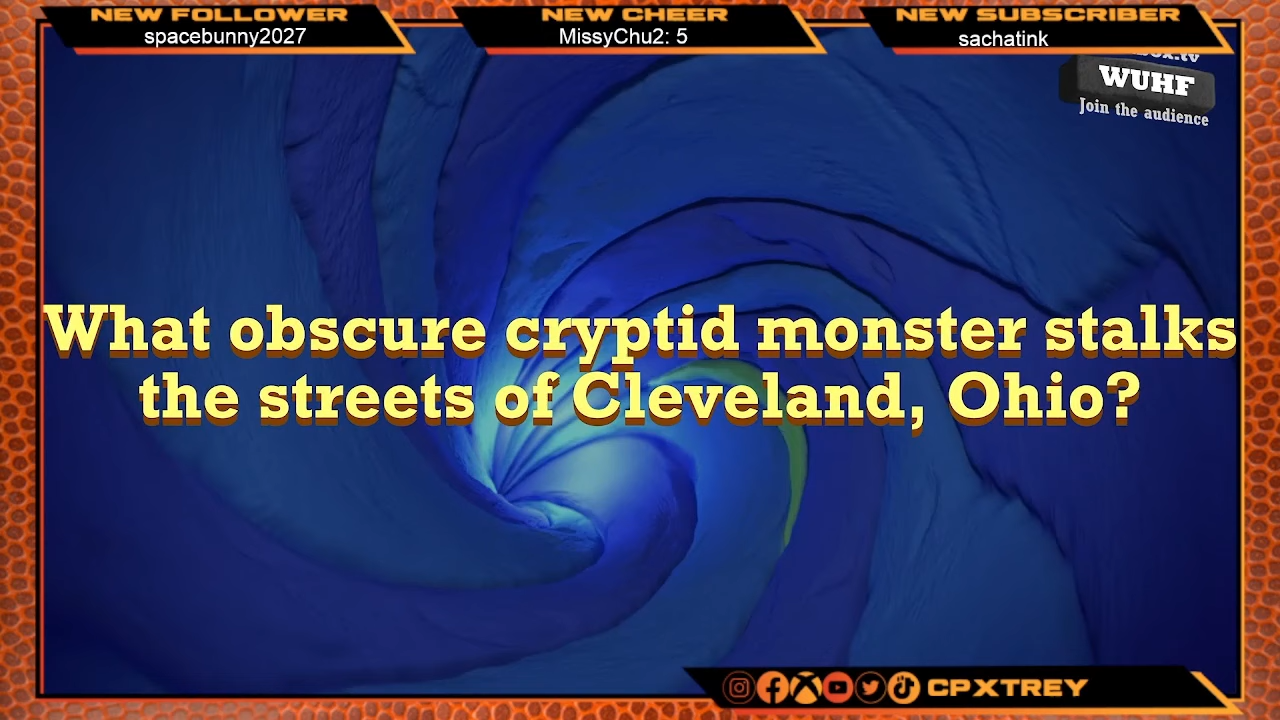 NEW FOLLOWER
spacebunny2027
NEW CHEER
MissyChu2: 5
NEW SUBSCRIBER
sachatink
WUHF
Join the audience
What obscure cryptid monster stalks
the streets of Cleveland, Ohio?
CPXTREY